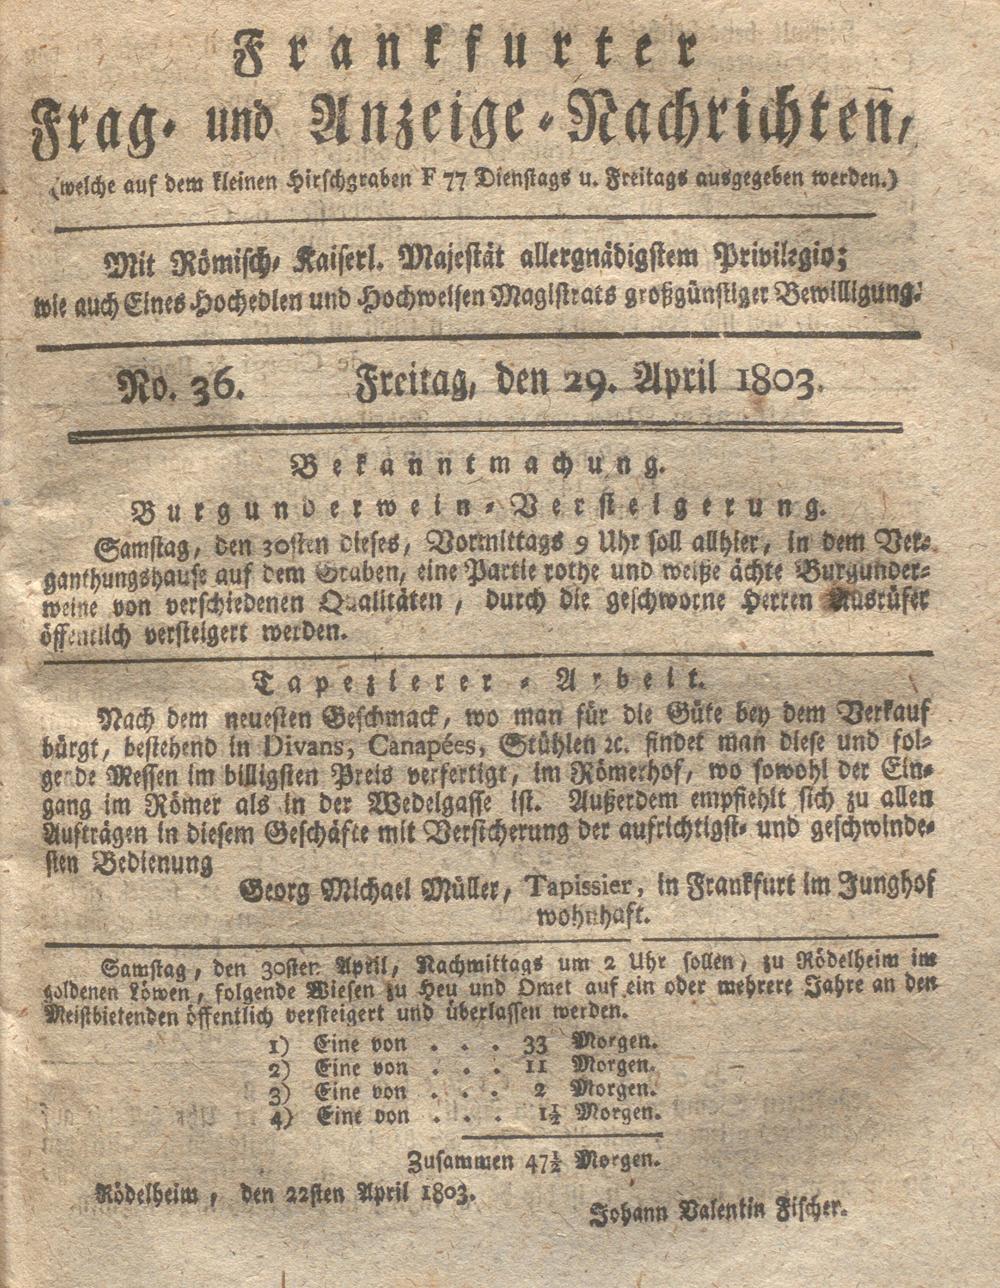 Frankfurter
Frag- und Anzeige-Nachrichten̄,
(welche auf dem kleinen Hirschgraben F 77 Dienstags u. Freitags ausgegeben werden.)
Mit Römisch-Kaiserl. Majestät allergnädigstem Privilegio;
wie auch Eines Hochedlen und Hochweisen Magistrats großgünstiger Bewilligung.
No. 36. Freitag, den 29. April 1803.
Bekanntmachung.
Burgunderwein-Versteigerung.
Samstag, den 30sten dieses, Vormittags 9 Uhr soll allhier, in dem Ver-
ganthungshause auf dem Graben, eine Partie rothe und weiße ächte Burgunder-
weine von verschiedenen Qualitäten, durch die geschworne Herren Ausrüfer
öffentlich versteigert werden.
Tapezierer-Arbeit.
Nach dem neuesten Geschmack, wo man für die Güte bey dem Verkauf
bürgt, bestehend in Divans, Canapées, Stühlen ꝛc. findet man diese und fol-
gende Messen im billigsten Preis verfertigt, im Römerhof, wo sowohl der Ein-
gang im Römer als in der Wedelgasse ist. Außerdem empfiehlt sich zu allen
Aufträgen in diesem Geschäfte mit Versicherung der aufrichtigst- und geschwinde-
sten Bedienung
Georg Michael Müller, Tapissier, in Frankfurt im Junghof
wohnhaft.
Samstag, den 30sten April, Nachmittags um 2 Uhr sollen, zu Rödelheim im
goldenen Löwen, folgende Wiesen zu Heu und Omet auf ein oder mehrere Jahre an den
Meistbietenden öffentlich versteigert und überlassen werden.
1) Eine von . . . 33 Morgen.
2) Eine von . . . 11 Morgen.
3) Eine von . . . 2 Morgen.
4) Eine von . . . 1½ Morgen.
Zusammen 47½ Morgen.
Rödelheim, den 22sten April 1803.
Johann Valentin Fischer.